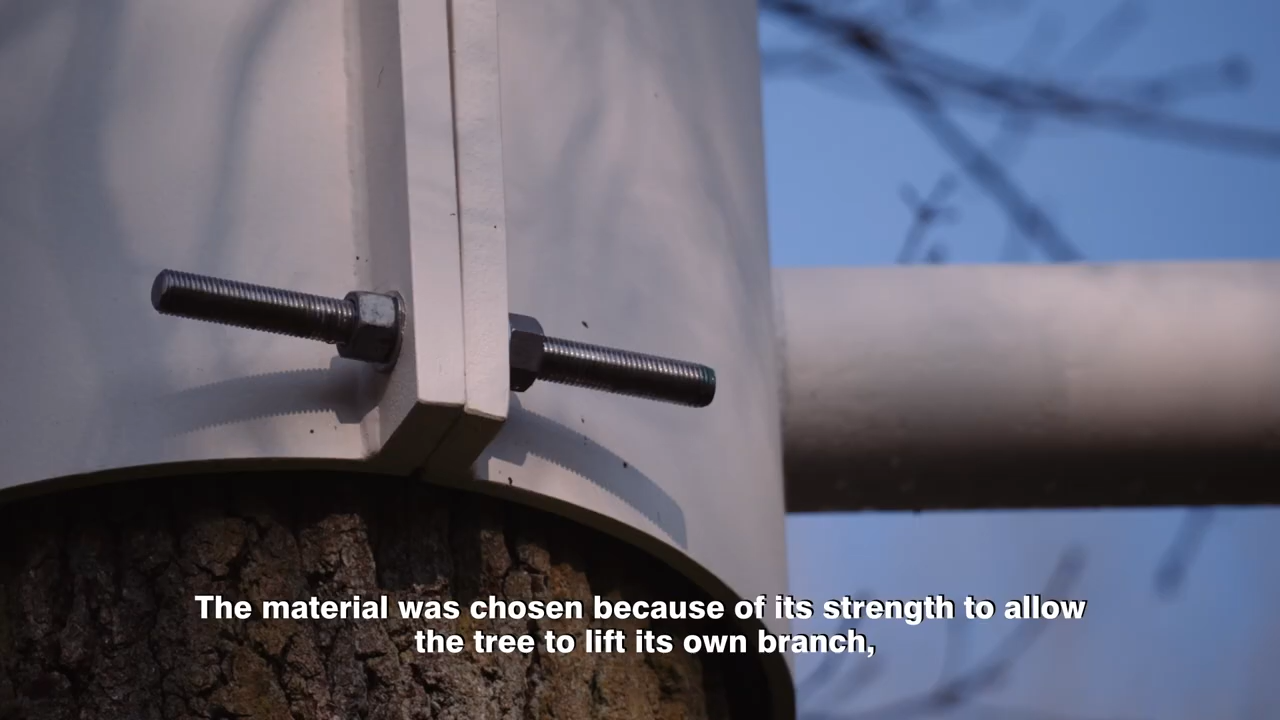 The material was chosen because of its strength to allow
the tree to lift its own branch,